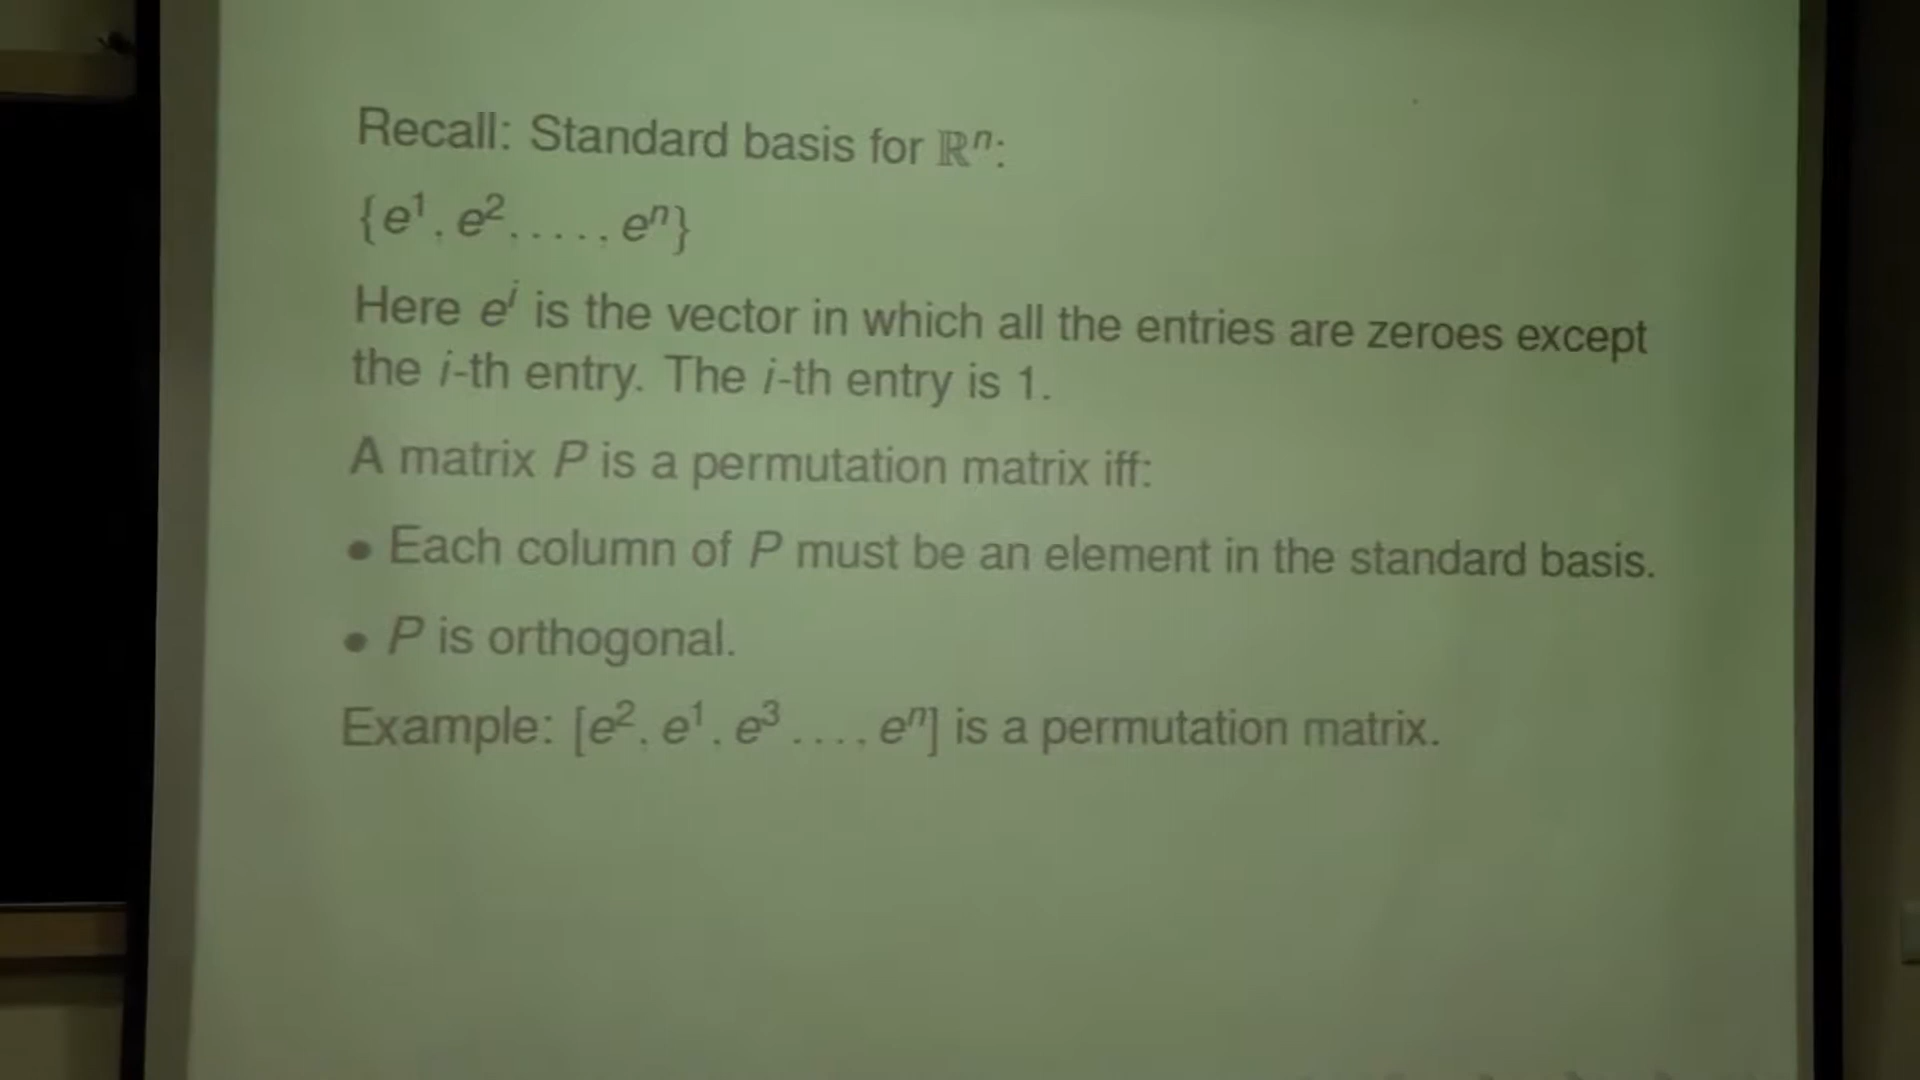 Recall: Standard basis for ℝⁿ:
{e¹, e², ..., eⁿ}
Here eⁱ is the vector in which all the entries are zeroes except
the i-th entry. The i-th entry is 1.
A matrix P is a permutation matrix iff:
• Each column of P must be an element in the standard basis.
• P is orthogonal.
Example: [e², e¹, e³ ..., eⁿ] is a permutation matrix.